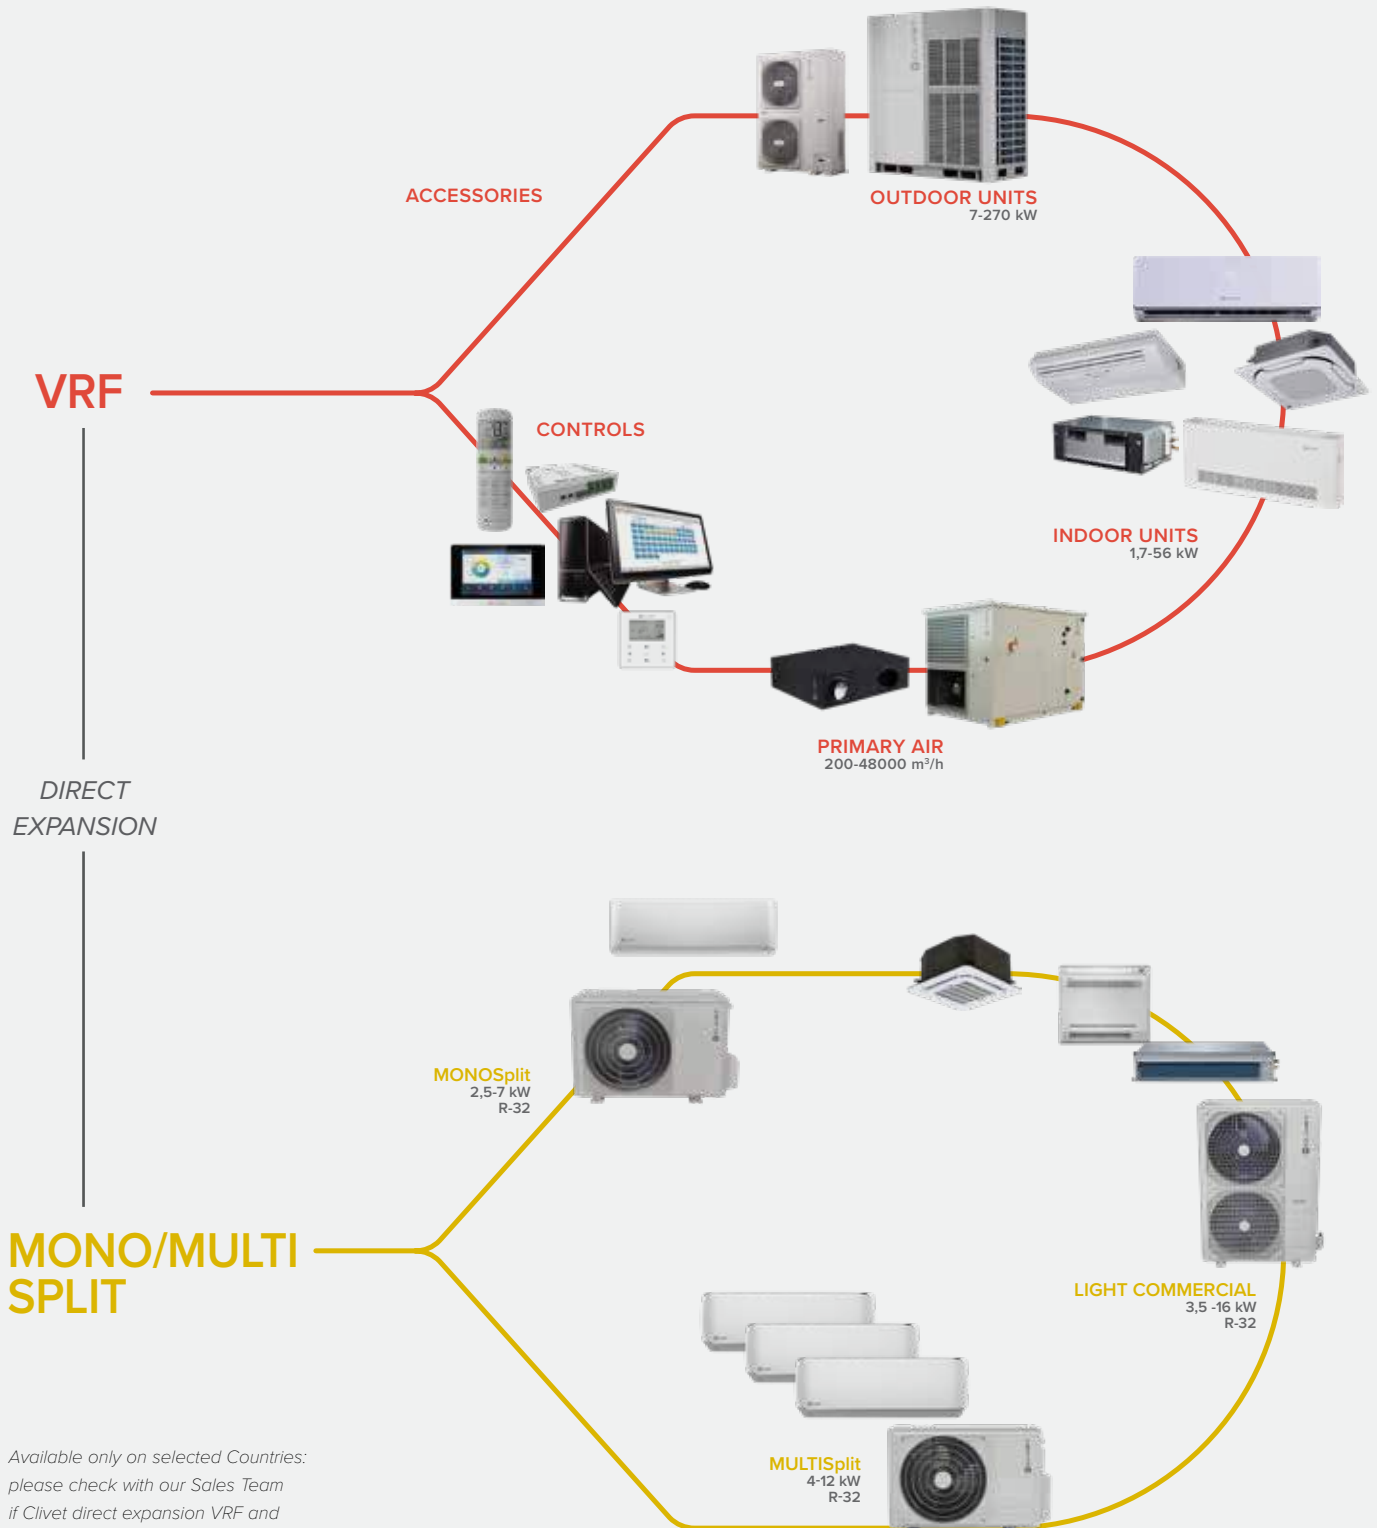 ACCESSORIES
OUTDOOR UNITS
7-270 kW
VRF
CONTROLS
INDOOR UNITS
1,7-56 kW
PRIMARY AIR
200-48000 m³/h
DIRECT
EXPANSION
MONOSplit
2,5-7 kW
R-32
MONO/MULTI
SPLIT
LIGHT COMMERCIAL
3,5 -16 kW
R-32
MULTISplit
4-12 kW
R-32
Available only on selected Countries:
please check with our Sales Team
if Clivet direct expansion VRF and